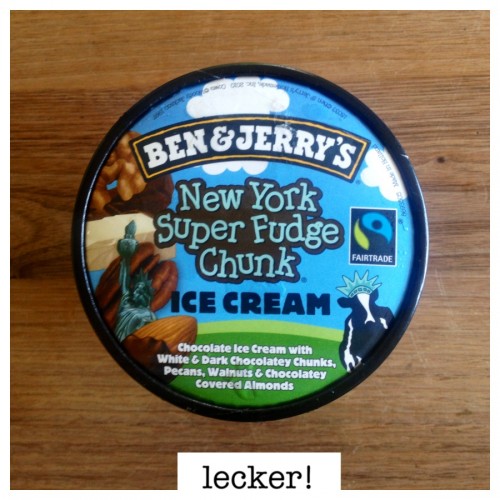 BEN & JERRY'S
New York
Super Fudge
Chunk®
ICE CREAM
FAIRTRADE
Chocolate Ice Cream with
White & Dark Chocolatey Chunks,
Pecans, Walnuts & Chocolatey
Covered Almonds
lecker!